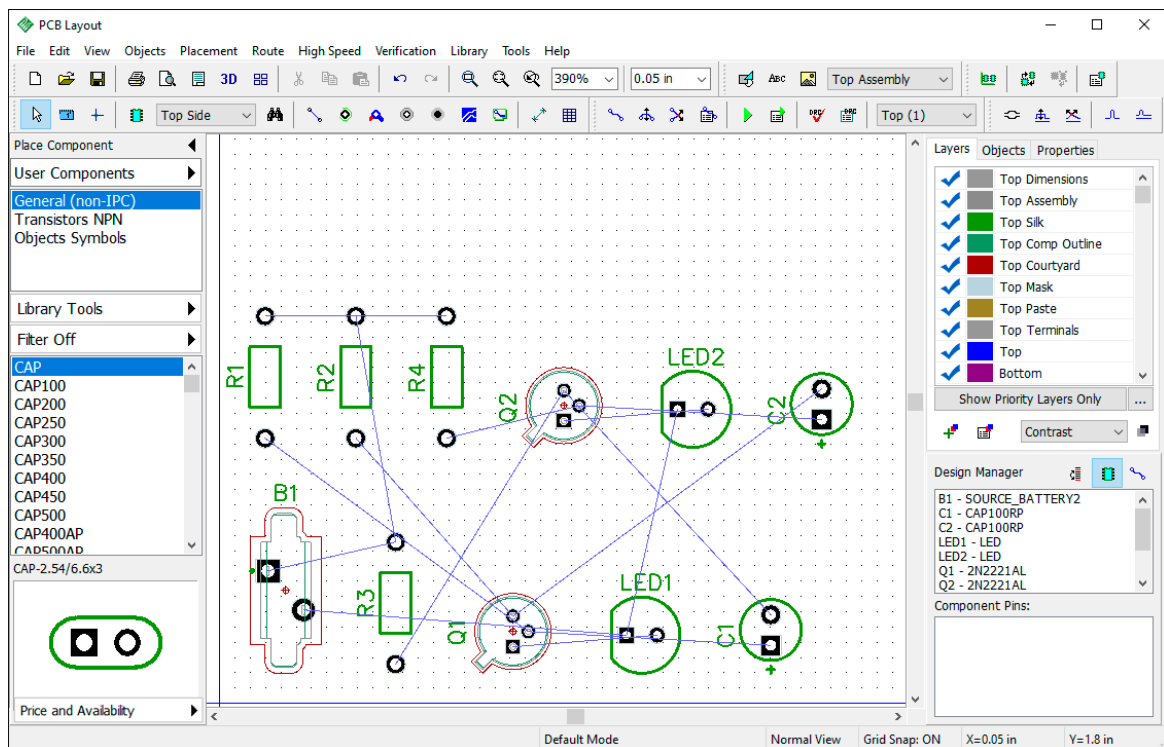 PCB Layout
File Edit View Objects Placement Route High Speed Verification Library Tools Help
3D 390% 0.05 in ABC Top Assembly
Top Side DRC Top (1)
Place Component
User Components
General (non-IPC)
Transistors NPN
Objects Symbols
Library Tools
Filter Off
CAP
CAP100
CAP200
CAP250
CAP300
CAP350
CAP400
CAP450
CAP500
CAP400AP
CAP500AP
CAP-2.54/6.6x3
Price and Availability
R1 R2 R4 Q2 LED2 C2
+
B1 R3 Q1 LED1 C1
+
Layers Objects Properties
Top Dimensions
Top Assembly
Top Silk
Top Comp Outline
Top Courtyard
Top Mask
Top Paste
Top Terminals
Top
Bottom
Show Priority Layers Only ...
Contrast
Design Manager
B1 - SOURCE_BATTERY2
C1 - CAP100RP
C2 - CAP100RP
LED1 - LED
LED2 - LED
Q1 - 2N2221AL
Q2 - 2N2221AL
Component Pins:
Default Mode Normal View Grid Snap: ON X=0.05 in Y=1.8 in